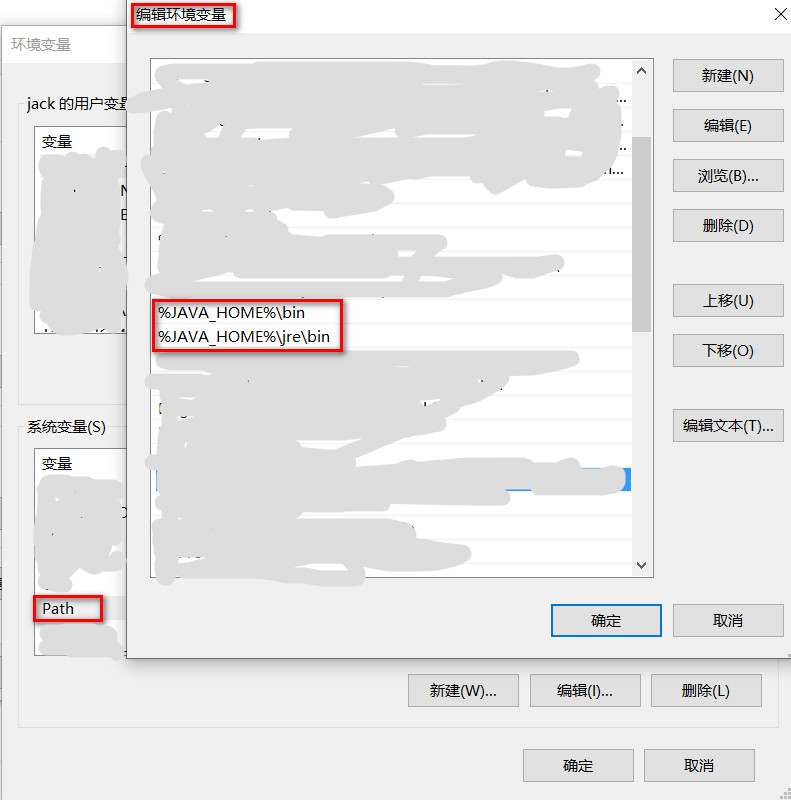 编辑环境变量
环境变量
新建(N)
jack 的用户变量
编辑(E)
变量
浏览(B)...
删除(D)
上移(U)
%JAVA_HOME%\bin
%JAVA_HOME%\jre\bin
下移(O)
系统变量(S)
编辑文本(T)...
变量
Path
确定
取消
新建(W)...
编辑(I)...
删除(L)
确定
取消